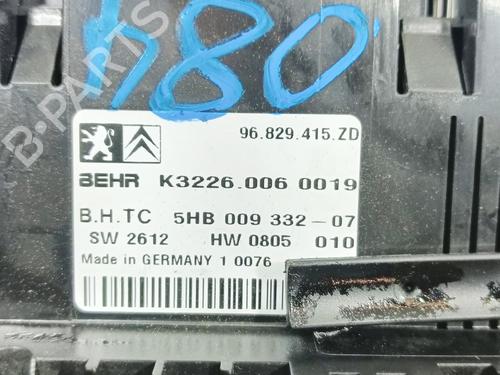 480
B-PARTS
96.829.415.ZD
BEHR K3226.006 0019
B.H.TC 5HB 009 332-07
SW 2612 HW 0805 010
Made in GERMANY 1 0076